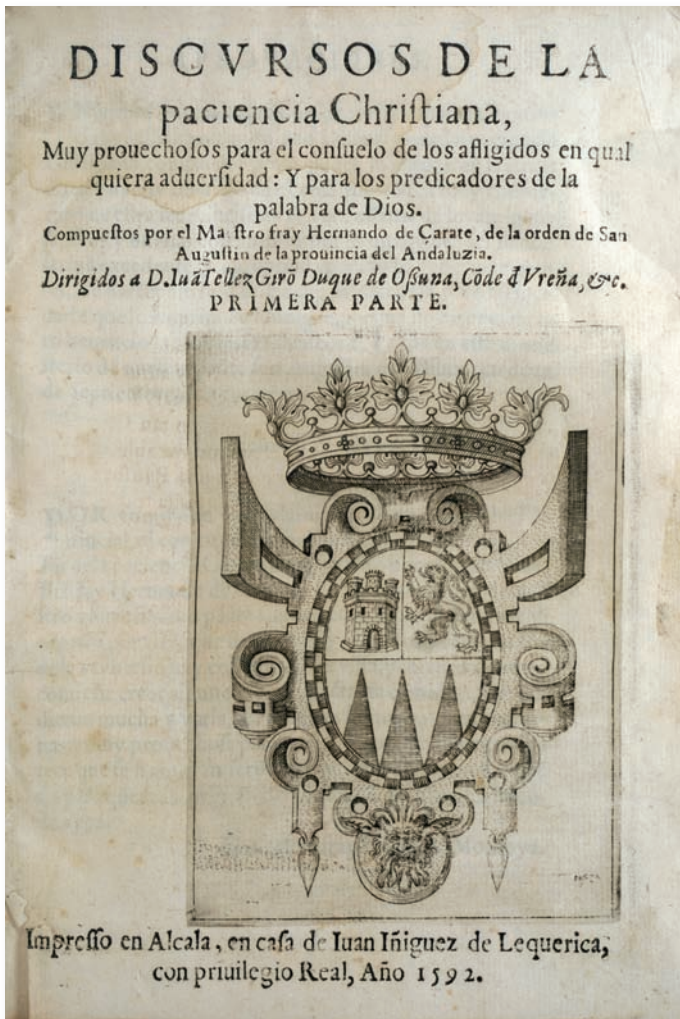 DISCVRSOS DE LA
paciencia Chriſtiana,
Muy prouechoſos para el conſuelo de los afligidos en qual
quiera aduerſidad: Y para los predicadores de la
palabra de Dios.
Compueſtos por el Ma ſtro fray Hernando de Çarate, de la orden de San
Auguſtin de la prouincia del Andaluzia.
Dirigidos a D. Iuã Tellez Girõ Duque de Oſſuna, Cõde đ Vreña, &c.
PRIMERA PARTE.
Impreſſo en Alcala, en caſa de Iuan Iñiguez de Lequerica,
con priuilegio Real, Año 1592.